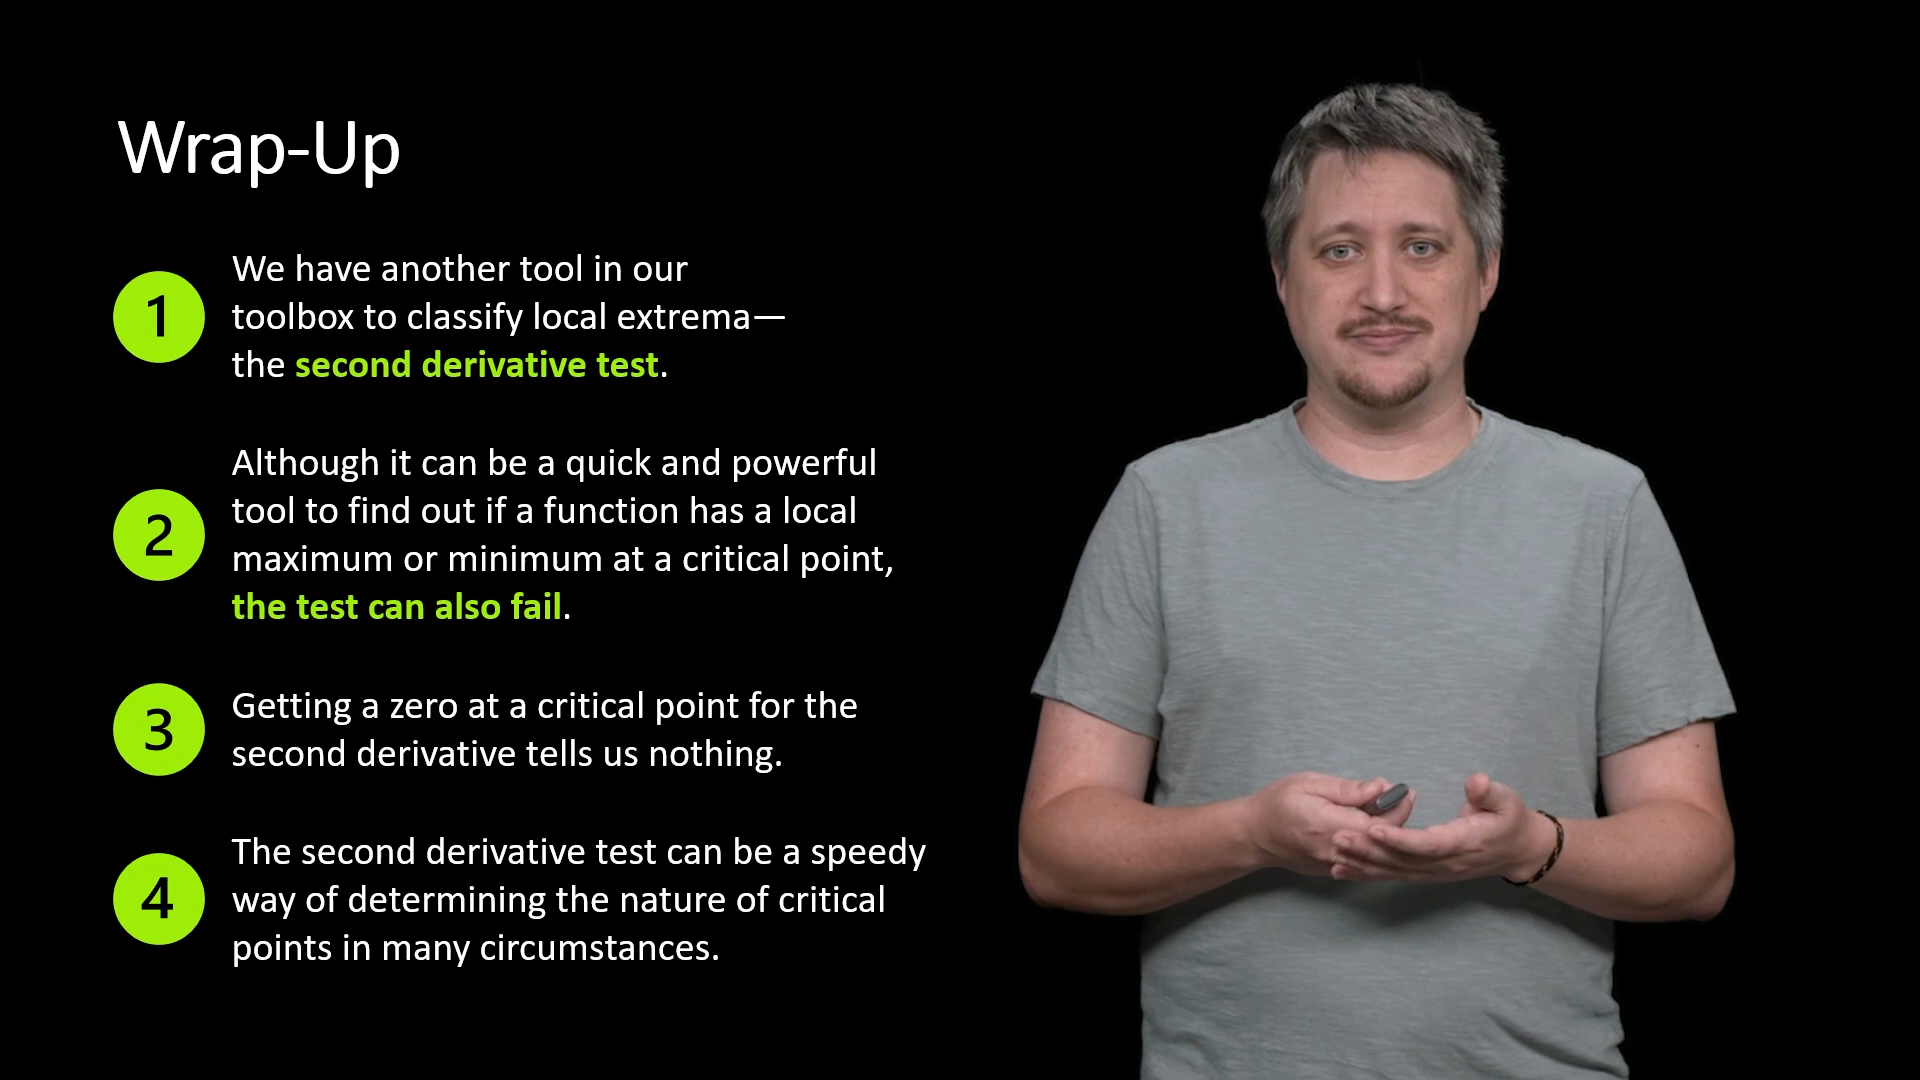 Wrap-Up
1
We have another tool in our
toolbox to classify local extrema—
the second derivative test.
2
Although it can be a quick and powerful
tool to find out if a function has a local
maximum or minimum at a critical point,
the test can also fail.
3
Getting a zero at a critical point for the
second derivative tells us nothing.
4
The second derivative test can be a speedy
way of determining the nature of critical
points in many circumstances.